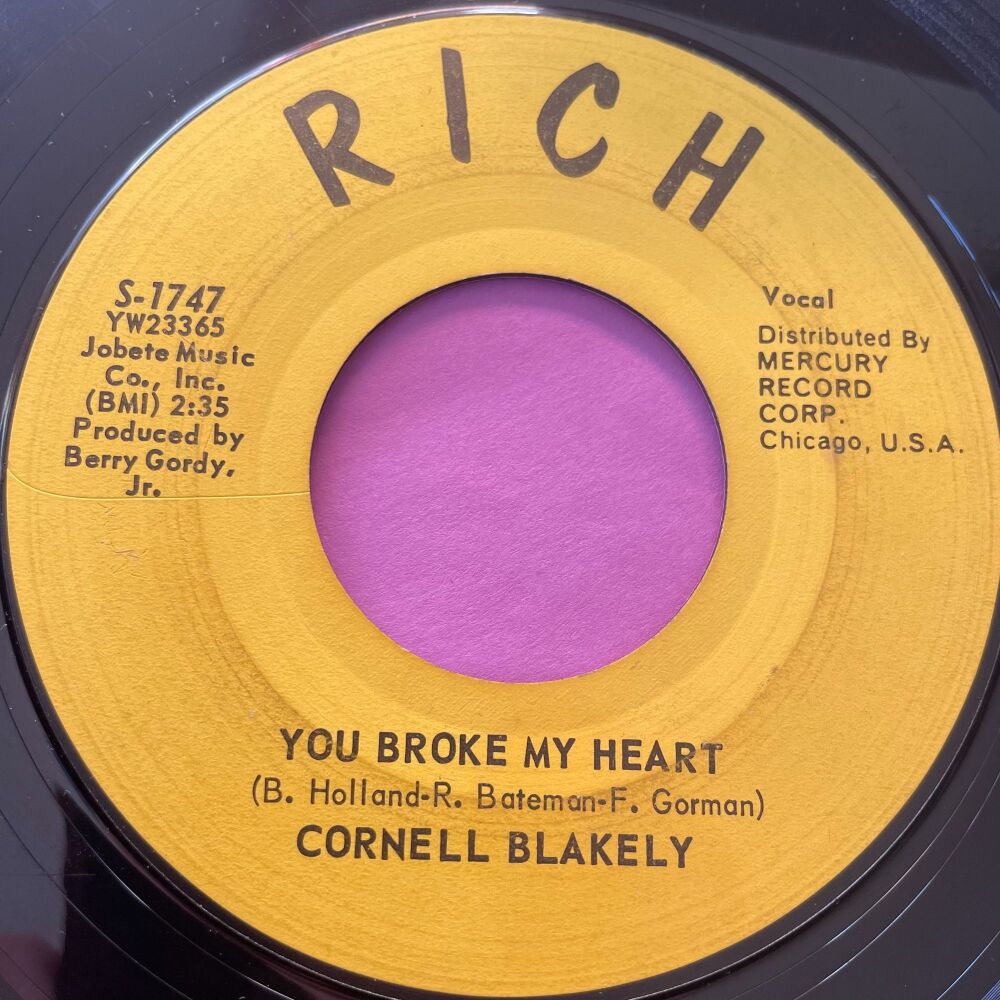 RICH
S-1747
YW23365
Jobete Music
Co., Inc.
(BMI) 2:35
Produced by
Berry Gordy,
Jr.
Vocal
Distributed By
MERCURY
RECORD
CORP.
Chicago, U.S.A.
YOU BROKE MY HEART
(B. Holland-R. Bateman-F. Gorman)
CORNELL BLAKELY